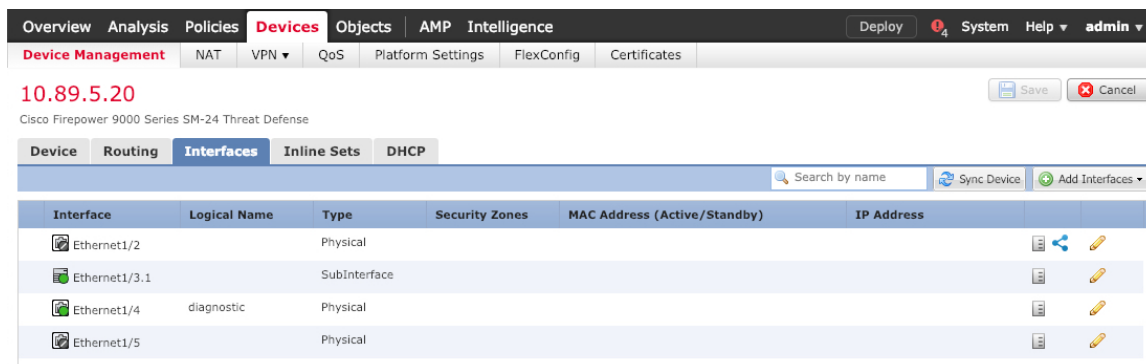 Overview Analysis Policies Devices Objects AMP Intelligence Deploy 4 System Help admin
Device Management NAT VPN QoS Platform Settings FlexConfig Certificates
10.89.5.20 Save Cancel
Cisco Firepower 9000 Series SM-24 Threat Defense
Device Routing Interfaces Inline Sets DHCP
Search by name Sync Device Add Interfaces
Interface Logical Name Type Security Zones MAC Address (Active/Standby) IP Address
Ethernet1/2 Physical
Ethernet1/3.1 SubInterface
Ethernet1/4 diagnostic Physical
Ethernet1/5 Physical